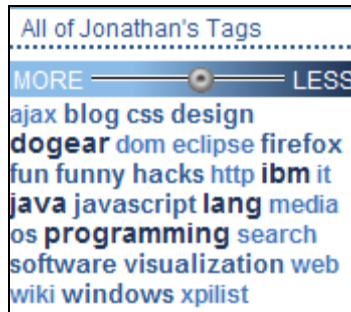 All of Jonathan's Tags
MORE LESS
ajax blog css design
dogear dom eclipse firefox
fun funny hacks http ibm it
java javascript lang media
os programming search
software visualization web
wiki windows xpilist